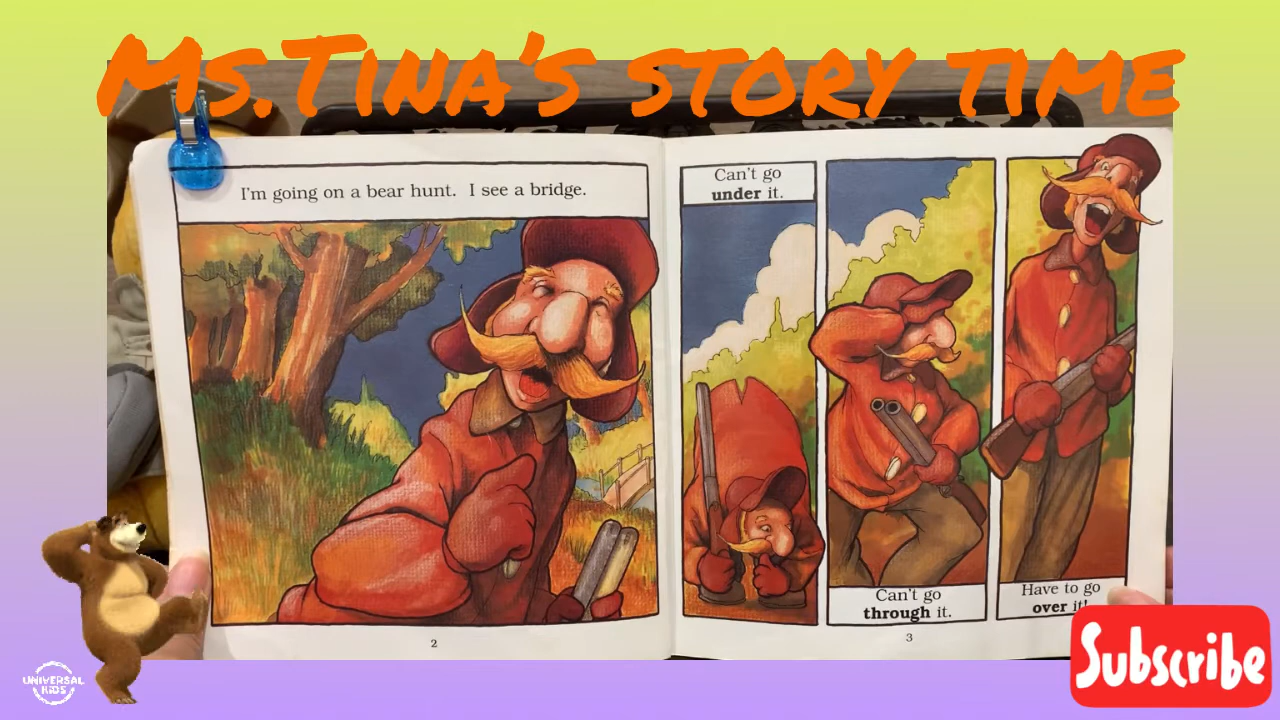 Ms.Tina's story time
I'm going on a bear hunt. I see a bridge.
Can't go
under it.
Can't go
through it.
Have to go
over it!
2
3
UNIVERSAL
KIDS
Subscribe